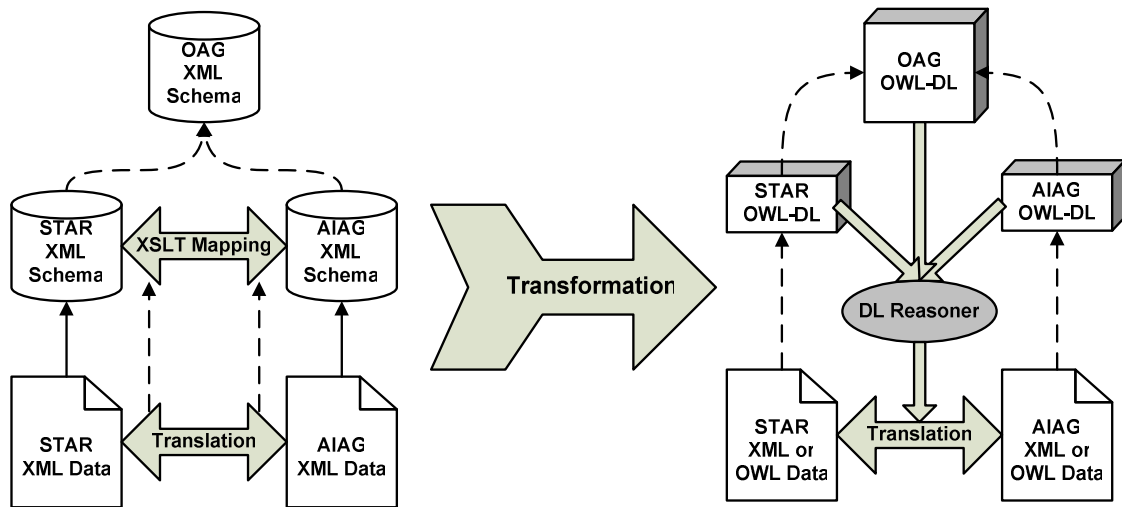 OAG
XML
Schema
STAR
XML
Schema
XSLT Mapping
AIAG
XML
Schema
STAR
XML Data
Translation
AIAG
XML Data
Transformation
OAG
OWL-DL
STAR
OWL-DL
AIAG
OWL-DL
DL Reasoner
STAR
XML or
OWL Data
Translation
AIAG
XML or
OWL Data